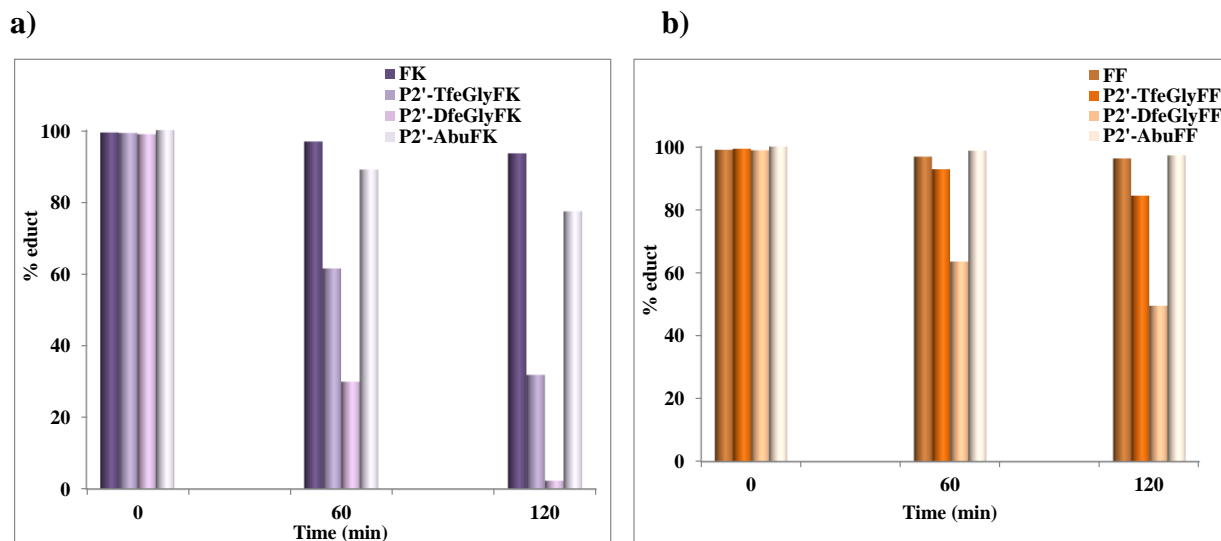 a)
FK
P2'-TfeGlyFK
P2'-DfeGlyFK
P2'-AbuFK
100
80
60
40
20
0
% educt
0 60 120
Time (min)
b)
FF
P2'-TfeGlyFF
P2'-DfeGlyFF
P2'-AbuFF
100
80
60
40
20
0
% educt
0 60 120
Time (min)